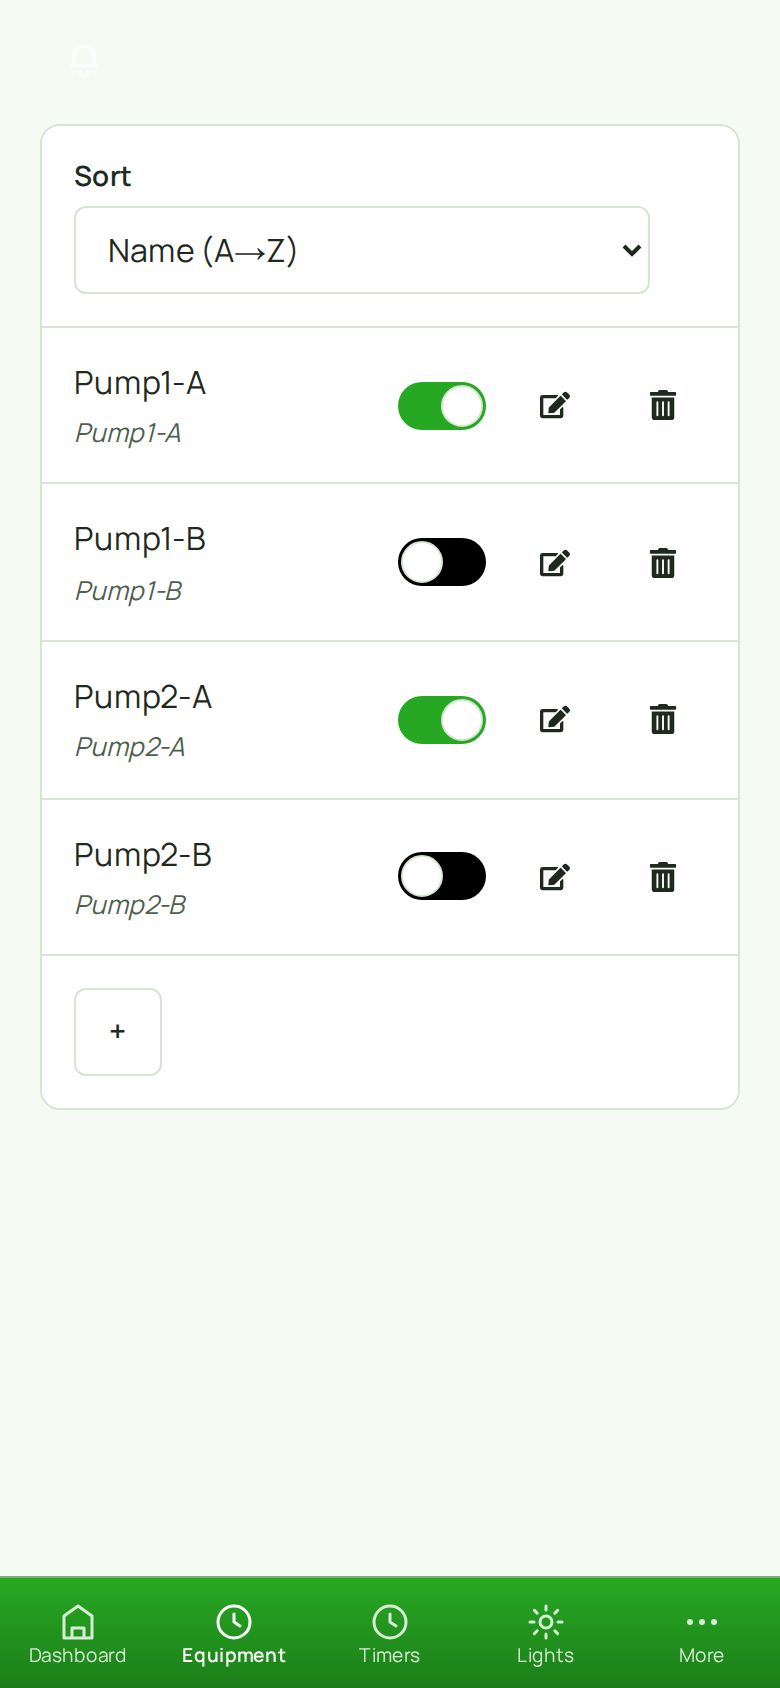 Sort
Name (A→Z)
Pump1-A
Pump1-A
Pump1-B
Pump1-B
Pump2-A
Pump2-A
Pump2-B
Pump2-B
+
Dashboard
Equipment
Timers
Lights
More